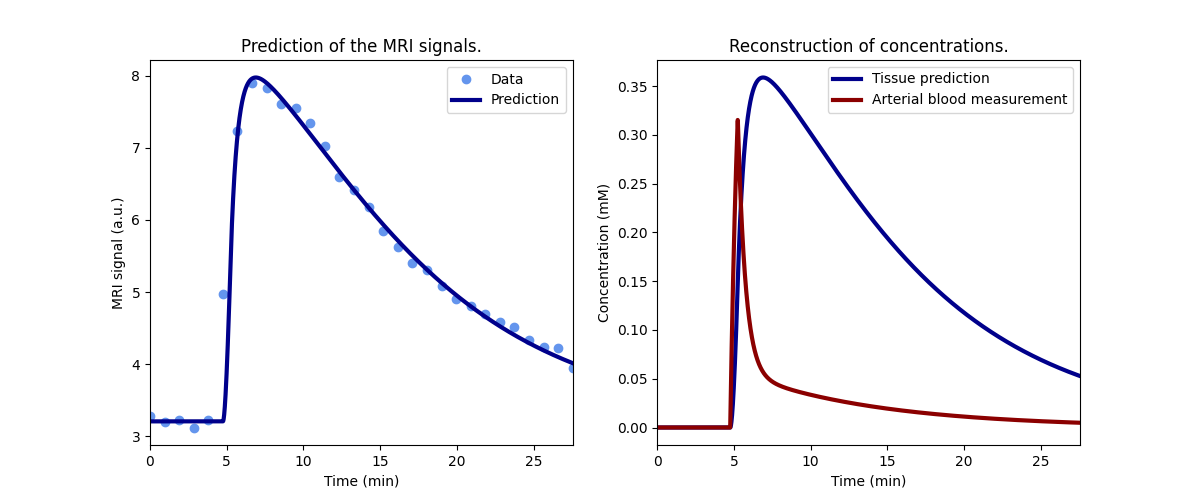 Prediction of the MRI signals.
MRI signal (a.u.)
8
7
6
5
4
3
0
5
10
15
20
25
Time (min)
Data
Prediction
Reconstruction of concentrations.
Concentration (mM)
0.35
0.30
0.25
0.20
0.15
0.10
0.05
0.00
0
5
10
15
20
25
Time (min)
Tissue prediction
Arterial blood measurement